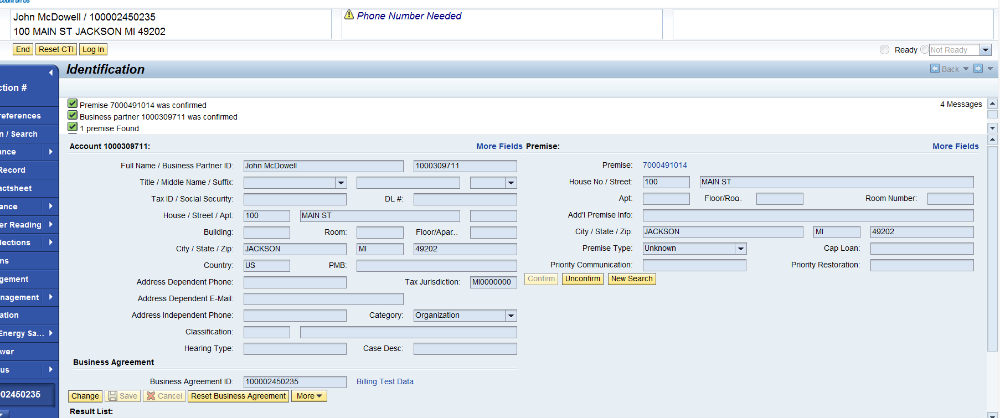 John McDowell / 100002450235
100 MAIN ST JACKSON MI 49202
Phone Number Needed
End Reset CTI Log In
Ready Not Ready
Identification
Back
ction #
references
n / Search
ance
Record
actsheet
ance
er Reading
lections
ns
gement
nagement
ation
Energy Sa...
wer
us
02450235
Premise 7000491014 was confirmed
Business partner 1000309711 was confirmed
1 premise Found
4 Messages
Account 1000309711: More Fields
Full Name / Business Partner ID: John McDowell 1000309711
Title / Middle Name / Suffix:
Tax ID / Social Security: DL #:
House / Street / Apt: 100 MAIN ST
Building: Room: Floor/Apar...
City / State / Zip: JACKSON MI 49202
Country: US PMB:
Address Dependent Phone: Tax Jurisdiction: MI0000000
Address Dependent E-Mail:
Address Independent Phone: Category: Organization
Classification:
Hearing Type: Case Desc:
Business Agreement
Business Agreement ID: 100002450235 Billing Test Data
Change Save Cancel Reset Business Agreement More
Result List:
Premise: More Fields
Premise: 7000491014
House No / Street: 100 MAIN ST
Apt: Floor/Roo.. Room Number:
Add'l Premise Info:
City / State / Zip: JACKSON MI 49202
Premise Type: Unknown Cap Loan:
Priority Communication: Priority Restoration:
Confirm Unconfirm New Search